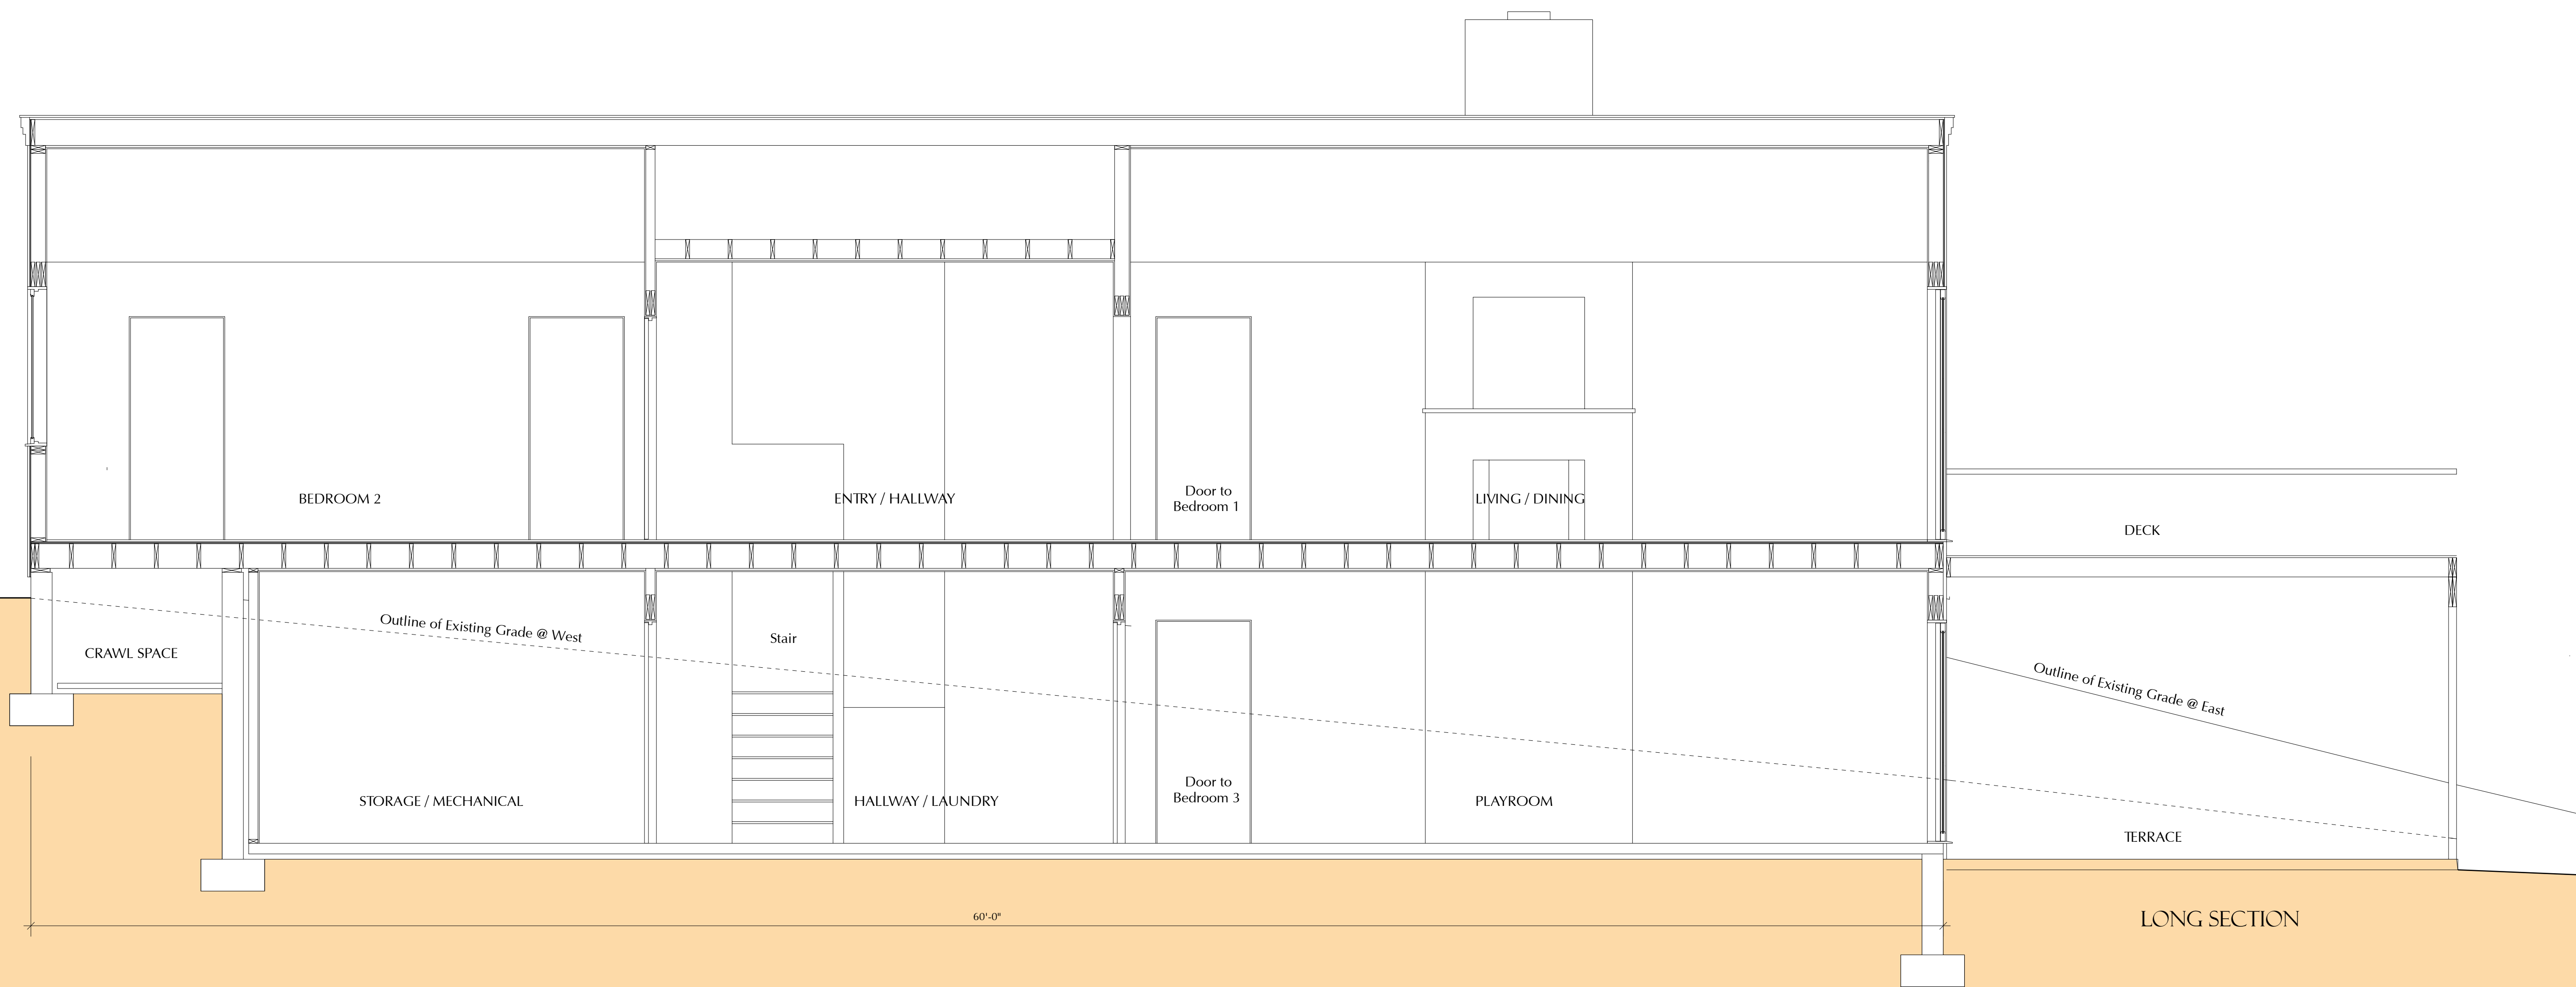 BEDROOM 2
ENTRY / HALLWAY
Door to
Bedroom 1
LIVING / DINING
DECK
Outline of Existing Grade @ West
Stair
CRAWL SPACE
Outline of Existing Grade @ East
STORAGE / MECHANICAL
HALLWAY / LAUNDRY
Door to
Bedroom 3
PLAYROOM
TERRACE
60'-0"
LONG SECTION